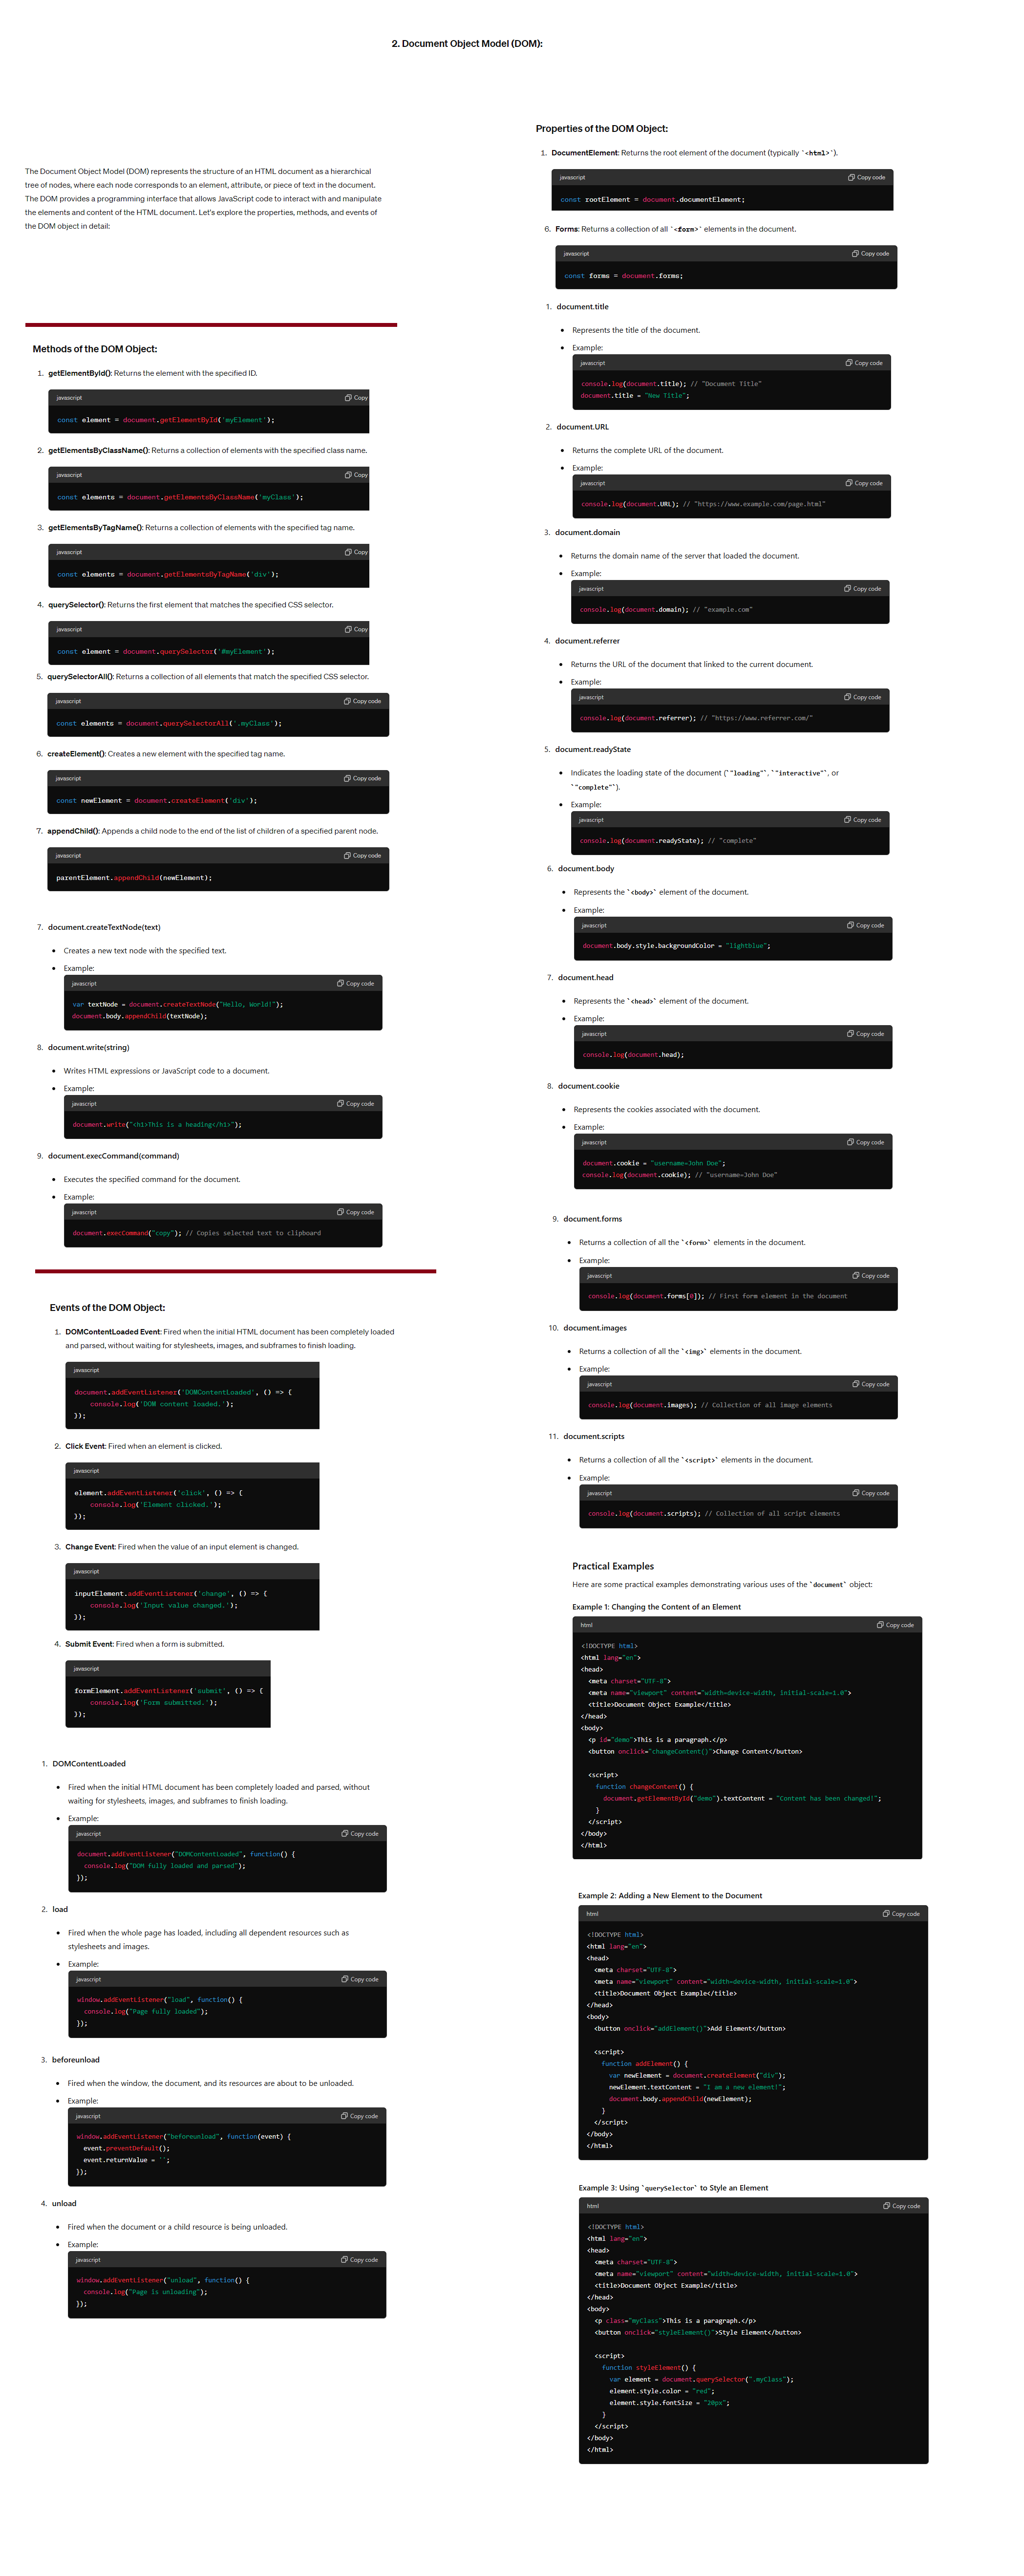 2. Document Object Model (DOM):
The Document Object Model (DOM) represents the structure of an HTML document as a hierarchical
tree of nodes, where each node corresponds to an element, attribute, or piece of text in the document.
The DOM provides a programming interface that allows JavaScript code to interact with and manipulate
the elements and content of the HTML document. Let's explore the properties, methods, and events of
the DOM object in detail:
Methods of the DOM Object:
1. getElementById(): Returns the element with the specified ID.
javascript Copy
const element = document.getElementById('myElement');
2. getElementsByClassName(): Returns a collection of elements with the specified class name.
javascript Copy
const elements = document.getElementsByClassName('myClass');
3. getElementsByTagName(): Returns a collection of elements with the specified tag name.
javascript Copy
const elements = document.getElementsByTagName('div');
4. querySelector(): Returns the first element that matches the specified CSS selector.
javascript Copy
const element = document.querySelector('#myElement');
5. querySelectorAll(): Returns a collection of all elements that match the specified CSS selector.
javascript Copy code
const elements = document.querySelectorAll('.myClass');
6. createElement(): Creates a new element with the specified tag name.
javascript Copy code
const newElement = document.createElement('div');
7. appendChild(): Appends a child node to the end of the list of children of a specified parent node.
javascript Copy code
parentElement.appendChild(newElement);
7. document.createTextNode(text)
• Creates a new text node with the specified text.
• Example:
javascript Copy code
var textNode = document.createTextNode("Hello, World!");
document.body.appendChild(textNode);
8. document.write(string)
• Writes HTML expressions or JavaScript code to a document.
• Example:
javascript Copy code
document.write("<h1>This is a heading</h1>");
9. document.execCommand(command)
• Executes the specified command for the document.
• Example:
javascript Copy code
document.execCommand("copy"); // Copies selected text to clipboard
Events of the DOM Object:
1. DOMContentLoaded Event: Fired when the initial HTML document has been completely loaded
and parsed, without waiting for stylesheets, images, and subframes to finish loading.
javascript
document.addEventListener('DOMContentLoaded', () => {
console.log('DOM content loaded.');
});
2. Click Event: Fired when an element is clicked.
javascript
element.addEventListener('click', () => {
console.log('Element clicked.');
});
3. Change Event: Fired when the value of an input element is changed.
javascript
inputElement.addEventListener('change', () => {
console.log('Input value changed.');
});
4. Submit Event: Fired when a form is submitted.
javascript
formElement.addEventListener('submit', () => {
console.log('Form submitted.');
});
1. DOMContentLoaded
• Fired when the initial HTML document has been completely loaded and parsed, without
waiting for stylesheets, images, and subframes to finish loading.
• Example:
javascript Copy code
document.addEventListener("DOMContentLoaded", function() {
console.log("DOM fully loaded and parsed");
});
2. load
• Fired when the whole page has loaded, including all dependent resources such as
stylesheets and images.
• Example:
javascript Copy code
window.addEventListener("load", function() {
console.log("Page fully loaded");
});
3. beforeunload
• Fired when the window, the document, and its resources are about to be unloaded.
• Example:
javascript Copy code
window.addEventListener("beforeunload", function(event) {
event.preventDefault();
event.returnValue = '';
});
4. unload
• Fired when the document or a child resource is being unloaded.
• Example:
javascript Copy code
window.addEventListener("unload", function() {
console.log("Page is unloading");
});
Properties of the DOM Object:
1. DocumentElement: Returns the root element of the document (typically `<html>`).
javascript Copy code
const rootElement = document.documentElement;
6. Forms: Returns a collection of all `<form>` elements in the document.
javascript Copy code
const forms = document.forms;
1. document.title
• Represents the title of the document.
• Example:
javascript Copy code
console.log(document.title); // "Document Title"
document.title = "New Title";
2. document.URL
• Returns the complete URL of the document.
• Example:
javascript Copy code
console.log(document.URL); // "https://www.example.com/page.html"
3. document.domain
• Returns the domain name of the server that loaded the document.
• Example:
javascript Copy code
console.log(document.domain); // "example.com"
4. document.referrer
• Returns the URL of the document that linked to the current document.
• Example:
javascript Copy code
console.log(document.referrer); // "https://www.referrer.com/"
5. document.readyState
• Indicates the loading state of the document (`"loading"`, `"interactive"`, or
`"complete"`).
• Example:
javascript Copy code
console.log(document.readyState); // "complete"
6. document.body
• Represents the `<body>` element of the document.
• Example:
javascript Copy code
document.body.style.backgroundColor = "lightblue";
7. document.head
• Represents the `<head>` element of the document.
• Example:
javascript Copy code
console.log(document.head);
8. document.cookie
• Represents the cookies associated with the document.
• Example:
javascript Copy code
document.cookie = "username=John Doe";
console.log(document.cookie); // "username=John Doe"
9. document.forms
• Returns a collection of all the `<form>` elements in the document.
• Example:
javascript Copy code
console.log(document.forms[0]); // First form element in the document
10. document.images
• Returns a collection of all the `<img>` elements in the document.
• Example:
javascript Copy code
console.log(document.images); // Collection of all image elements
11. document.scripts
• Returns a collection of all the `<script>` elements in the document.
• Example:
javascript Copy code
console.log(document.scripts); // Collection of all script elements
Practical Examples
Here are some practical examples demonstrating various uses of the `document` object:
Example 1: Changing the Content of an Element
html Copy code
<!DOCTYPE html>
<html lang="en">
<head>
<meta charset="UTF-8">
<meta name="viewport" content="width=device-width, initial-scale=1.0">
<title>Document Object Example</title>
</head>
<body>
<p id="demo">This is a paragraph.</p>
<button onclick="changeContent()">Change Content</button>
<script>
function changeContent() {
document.getElementById("demo").textContent = "Content has been changed!";
}
</script>
</body>
</html>
Example 2: Adding a New Element to the Document
html Copy code
<!DOCTYPE html>
<html lang="en">
<head>
<meta charset="UTF-8">
<meta name="viewport" content="width=device-width, initial-scale=1.0">
<title>Document Object Example</title>
</head>
<body>
<button onclick="addElement()">Add Element</button>
<script>
function addElement() {
var newElement = document.createElement("div");
newElement.textContent = "I am a new element!";
document.body.appendChild(newElement);
}
</script>
</body>
</html>
Example 3: Using `querySelector` to Style an Element
html Copy code
<!DOCTYPE html>
<html lang="en">
<head>
<meta charset="UTF-8">
<meta name="viewport" content="width=device-width, initial-scale=1.0">
<title>Document Object Example</title>
</head>
<body>
<p class="myClass">This is a paragraph.</p>
<button onclick="styleElement()">Style Element</button>
<script>
function styleElement() {
var element = document.querySelector(".myClass");
element.style.color = "red";
element.style.fontSize = "20px";
}
</script>
</body>
</html>